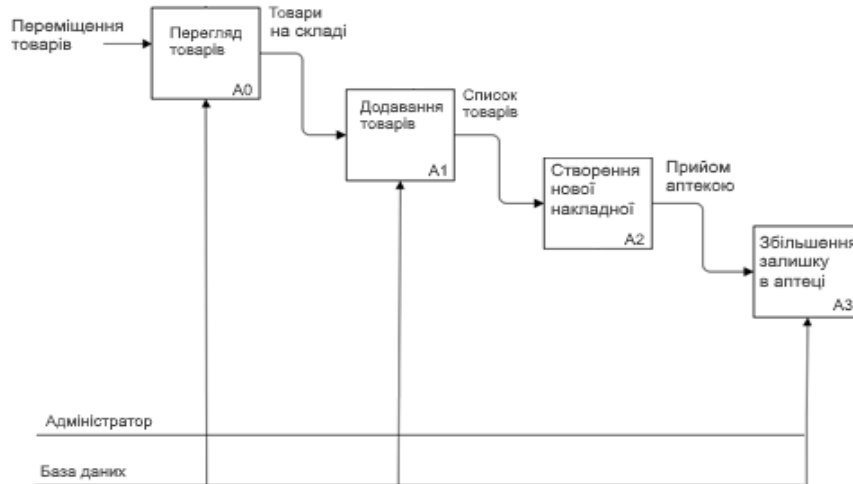 Переміщення
товарів
Перегляд
товарів
A0
Товари
на складі
Додавання
товарів
A1
Список
товарів
Створення
нової
накладної
A2
Прийом
аптекою
Збільшення
залишку
в аптеці
A3
Адміністратор
База даних